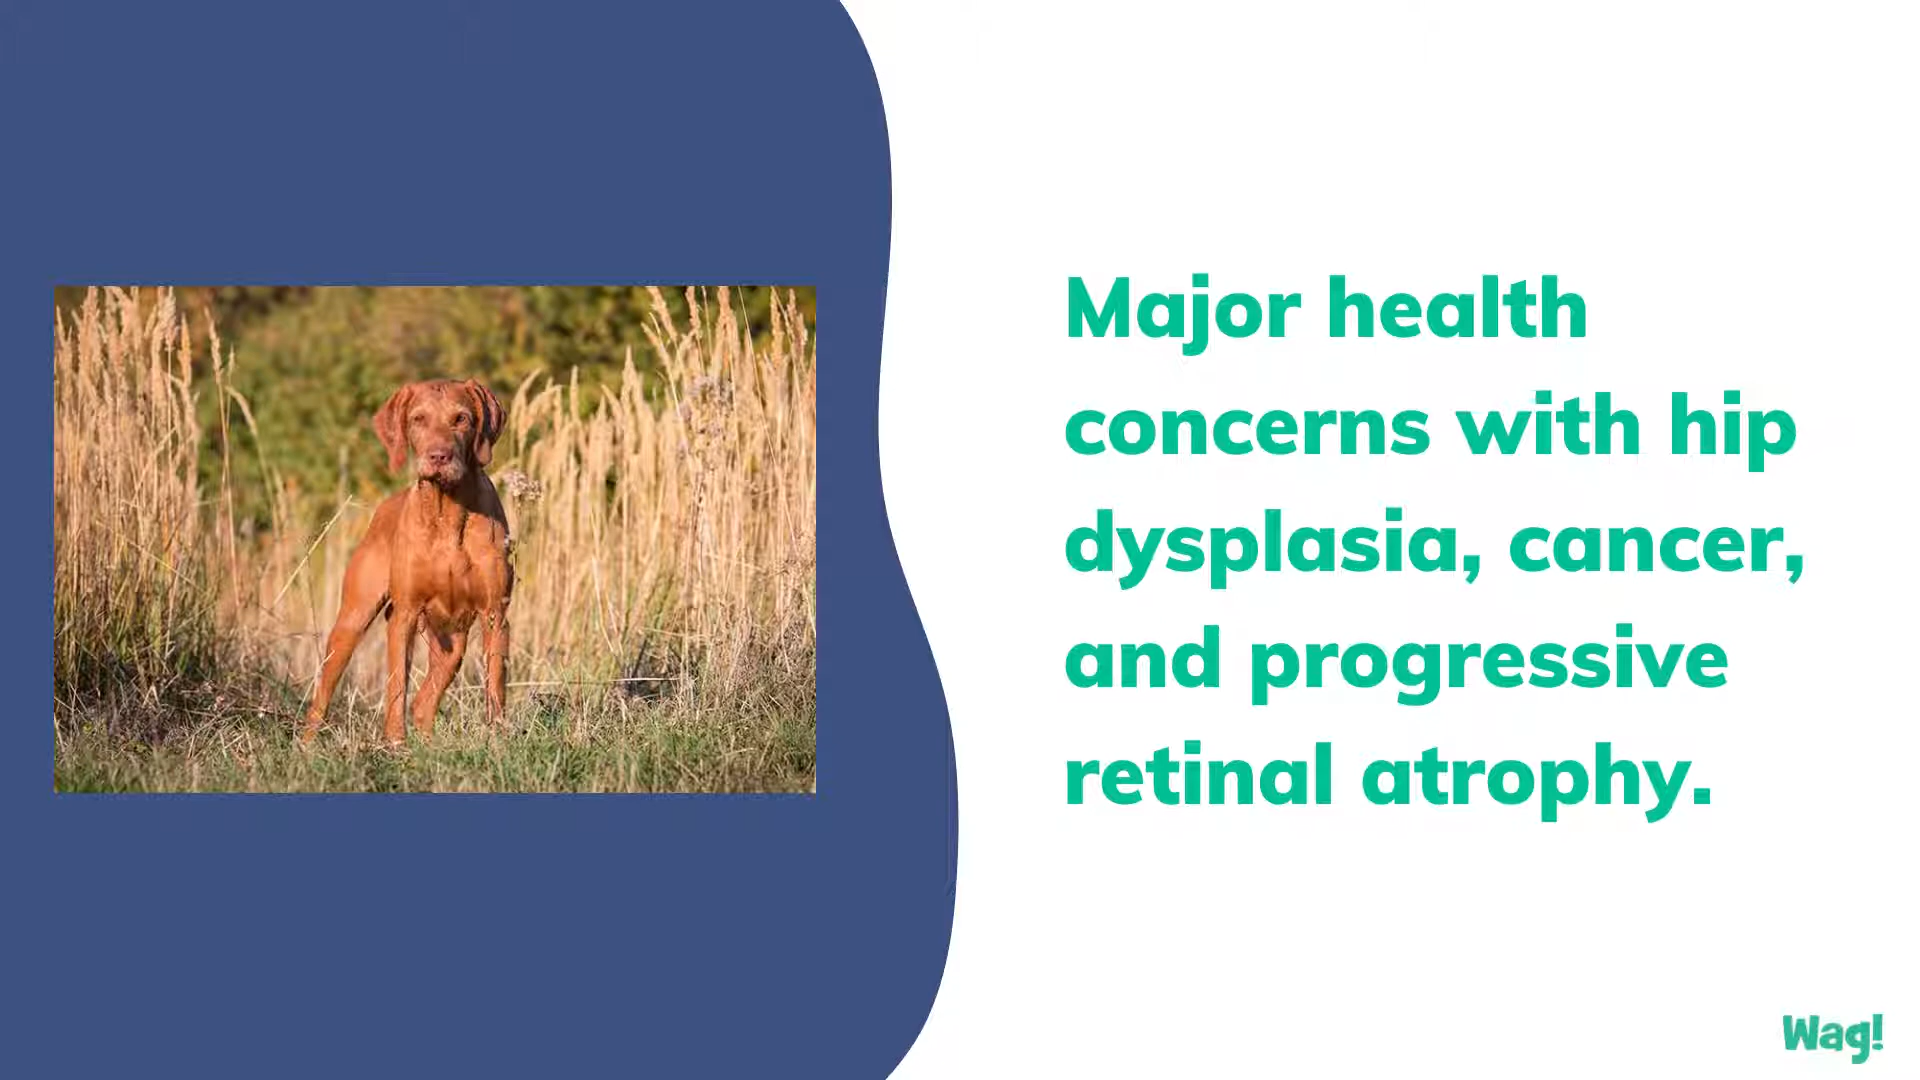 Major health
concerns with hip
dysplasia, cancer,
and progressive
retinal atrophy.
Wag!